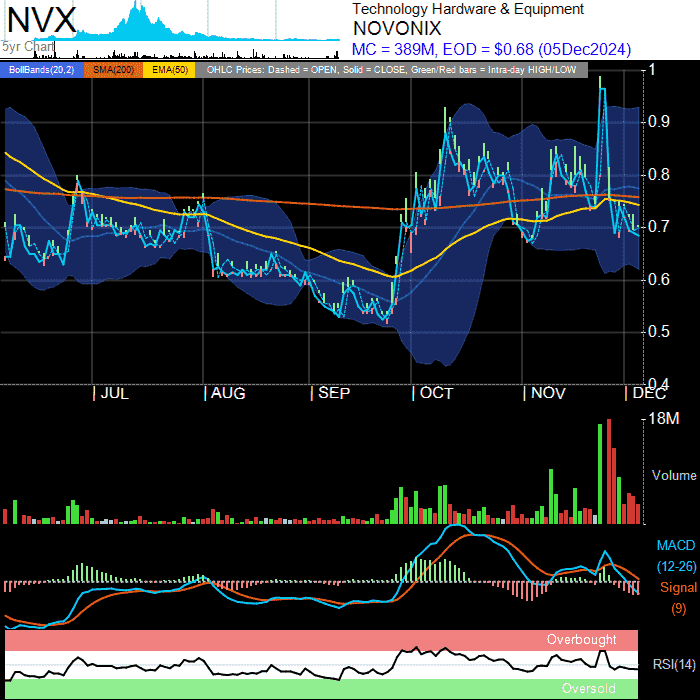 NVX
5yr Chart
Technology Hardware & Equipment
NOVONIX
MC = 389M, EOD = $0.68 (05Dec2024)
BollBands(20,2) SMA(200) EMA(50) OHLC Prices: Dashed = OPEN, Solid = CLOSE, Green/Red bars = Intra-day HIGH/LOW
1
0.9
0.8
0.7
0.6
0.5
0.4
| JUL | AUG | SEP | OCT | NOV | DEC
18M
Volume
MACD
(12-26)
Signal
(9)
Overbought
RSI(14)
Oversold